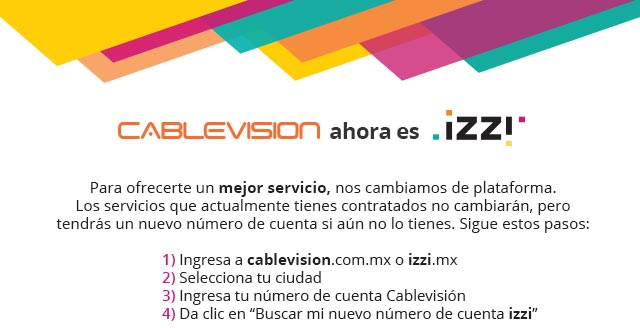 CABLEVISION ahora es izzi
Para ofrecerte un mejor servicio, nos cambiamos de plataforma.
Los servicios que actualmente tienes contratados no cambiarán, pero
tendrás un nuevo número de cuenta si aún no lo tienes. Sigue estos pasos:
1) Ingresa a cablevision.com.mx o izzi.mx
2) Selecciona tu ciudad
3) Ingresa tu número de cuenta Cablevisión
4) Da clic en “Buscar mi nuevo número de cuenta izzi”